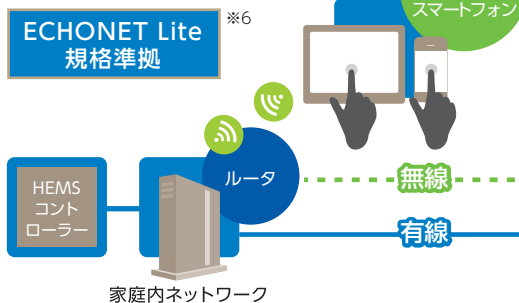 ECHONET Lite
規格準拠
※6
スマートフォン
ルータ
HEMS
コント
ローラー
無線
有線
家庭内ネットワーク